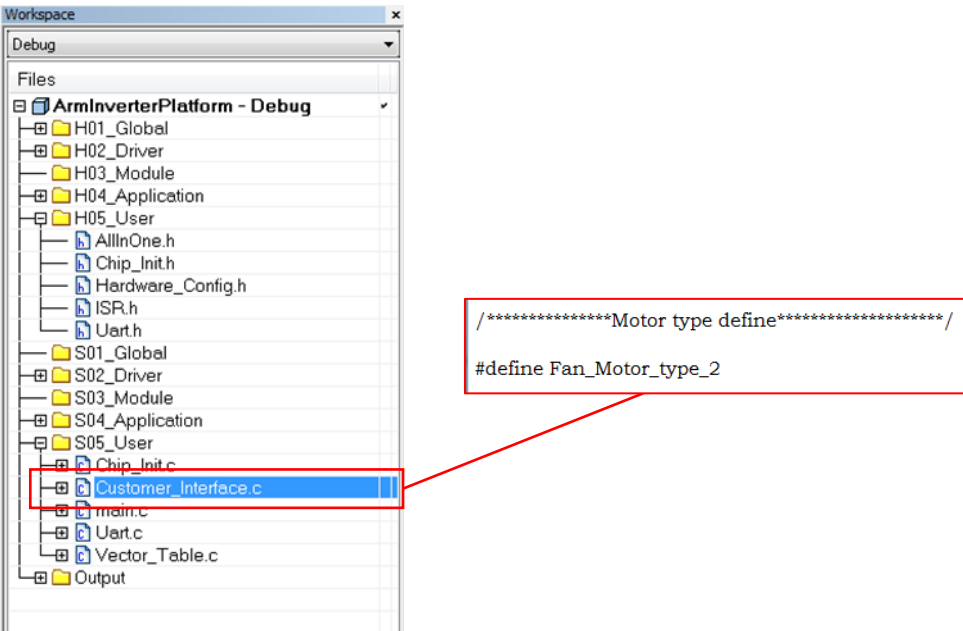 Workspace
Debug
Files
ArmInverterPlatform - Debug
H01_Global
H02_Driver
H03_Module
H04_Application
H05_User
AllInOne.h
Chip_Init.h
Hardware_Config.h
ISR.h
Uart.h
S01_Global
S02_Driver
S03_Module
S04_Application
S05_User
Chip_Init.c
Customer_Interface.c
main.c
Uart.c
Vector_Table.c
Output
/***************Motor type define********************/
#define Fan_Motor_type_2